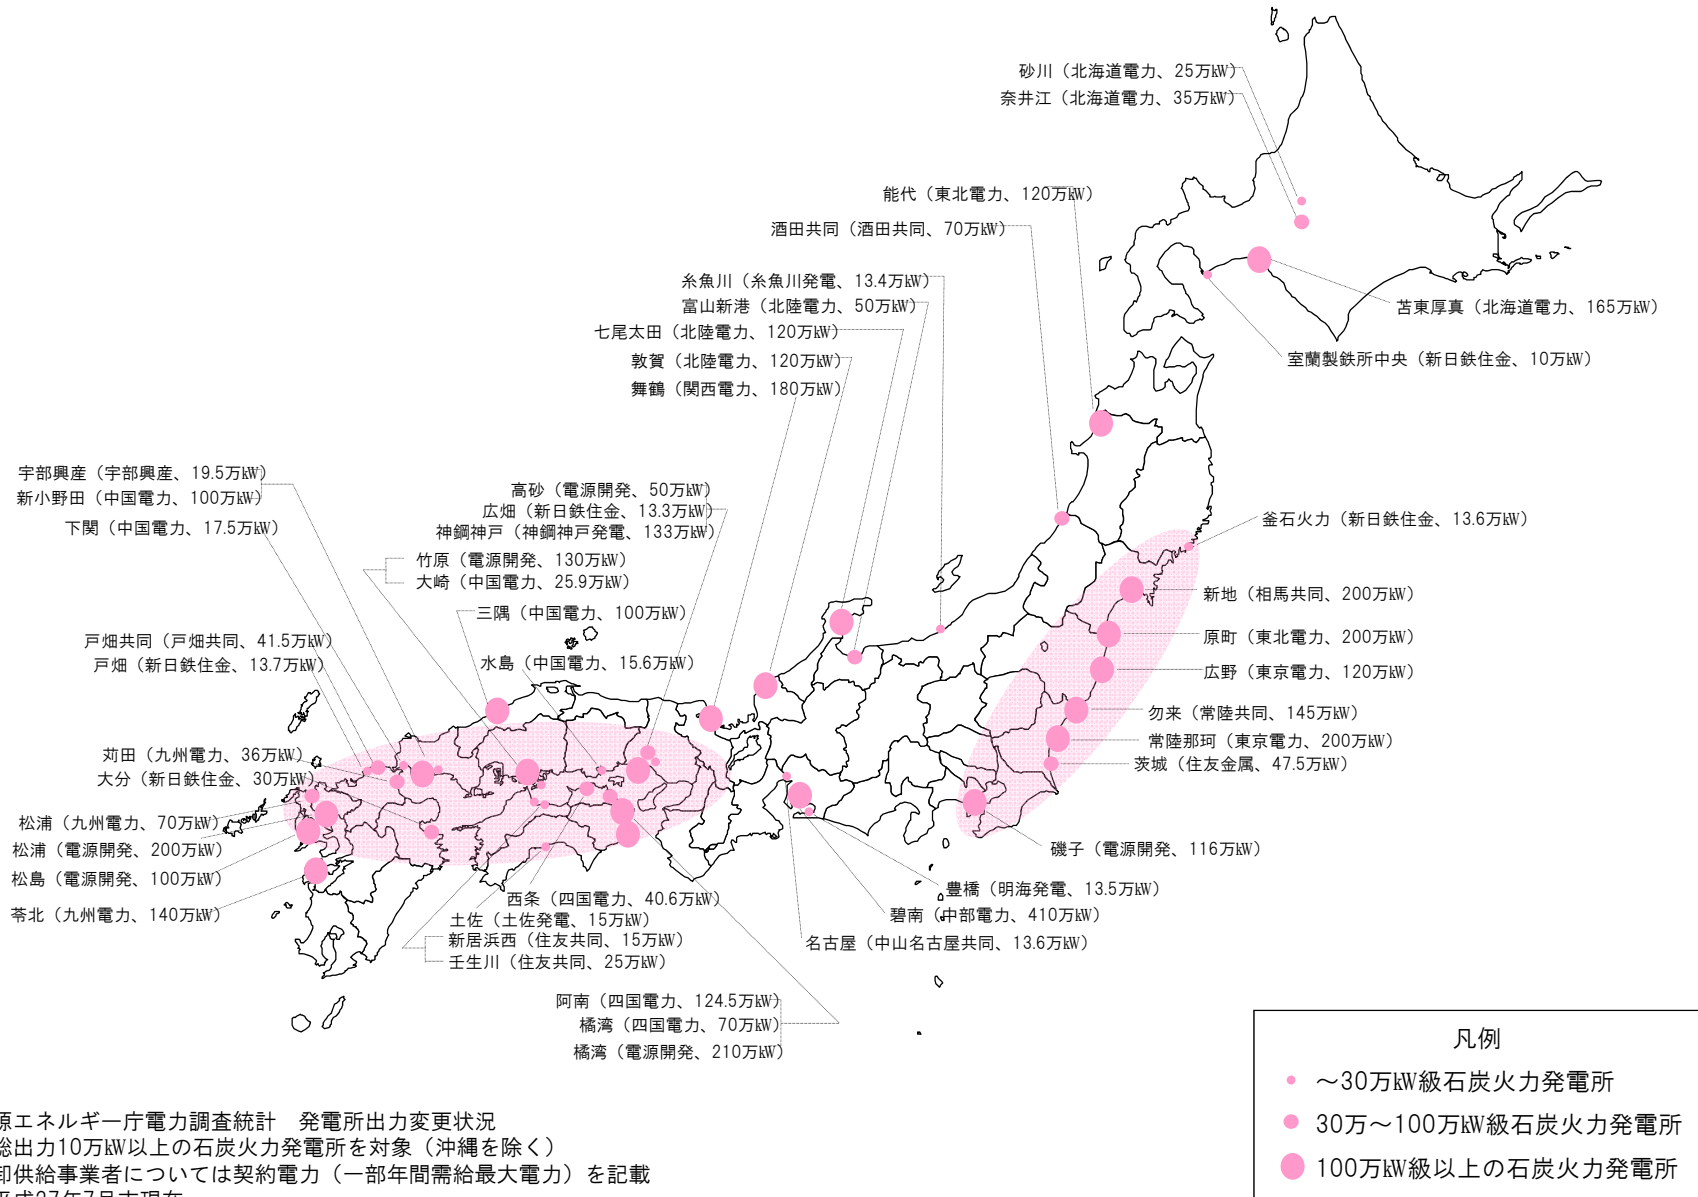 砂川（北海道電力、25万kW）
奈井江（北海道電力、35万kW）
能代（東北電力、120万kW）
酒田共同（酒田共同、70万kW）
糸魚川（糸魚川発電、13.4万kW）
富山新港（北陸電力、50万kW）
七尾太田（北陸電力、120万kW）
敦賀（北陸電力、120万kW）
舞鶴（関西電力、180万kW）
苫東厚真（北海道電力、165万kW）
室蘭製鉄所中央（新日鉄住金、10万kW）
宇部興産（宇部興産、19.5万kW）
新小野田（中国電力、100万kW）
下関（中国電力、17.5万kW）
高砂（電源開発、50万kW）
広畑（新日鉄住金、13.3万kW）
神鋼神戸（神鋼神戸発電、133万kW）
竹原（電源開発、130万kW）
大崎（中国電力、25.9万kW）
三隅（中国電力、100万kW）
水島（中国電力、15.6万kW）
戸畑共同（戸畑共同、41.5万kW）
戸畑（新日鉄住金、13.7万kW）
釜石火力（新日鉄住金、13.6万kW）
新地（相馬共同、200万kW）
原町（東北電力、200万kW）
広野（東京電力、120万kW）
勿来（常陸共同、145万kW）
常陸那珂（東京電力、200万kW）
茨城（住友金属、47.5万kW）
磯子（電源開発、116万kW）
苅田（九州電力、36万kW）
大分（新日鉄住金、30万kW）
松浦（九州電力、70万kW）
松浦（電源開発、200万kW）
松島（電源開発、100万kW）
苓北（九州電力、140万kW）
豊橋（明海発電、13.5万kW）
碧南（中部電力、410万kW）
名古屋（中山名古屋共同、13.6万kW）
西条（四国電力、40.6万kW）
土佐（土佐発電、15万kW）
新居浜西（住友共同、15万kW）
壬生川（住友共同、25万kW）
阿南（四国電力、124.5万kW）
橘湾（四国電力、70万kW）
橘湾（電源開発、210万kW）
凡例
～30万kW級石炭火力発電所
30万～100万kW級石炭火力発電所
100万kW級以上の石炭火力発電所
源エネルギー庁電力調査統計　発電所出力変更状況
総出力10万kW以上の石炭火力発電所を対象（沖縄を除く）
卸供給事業者については契約電力（一部年間需給最大電力）を記載
平成27年7月末現在